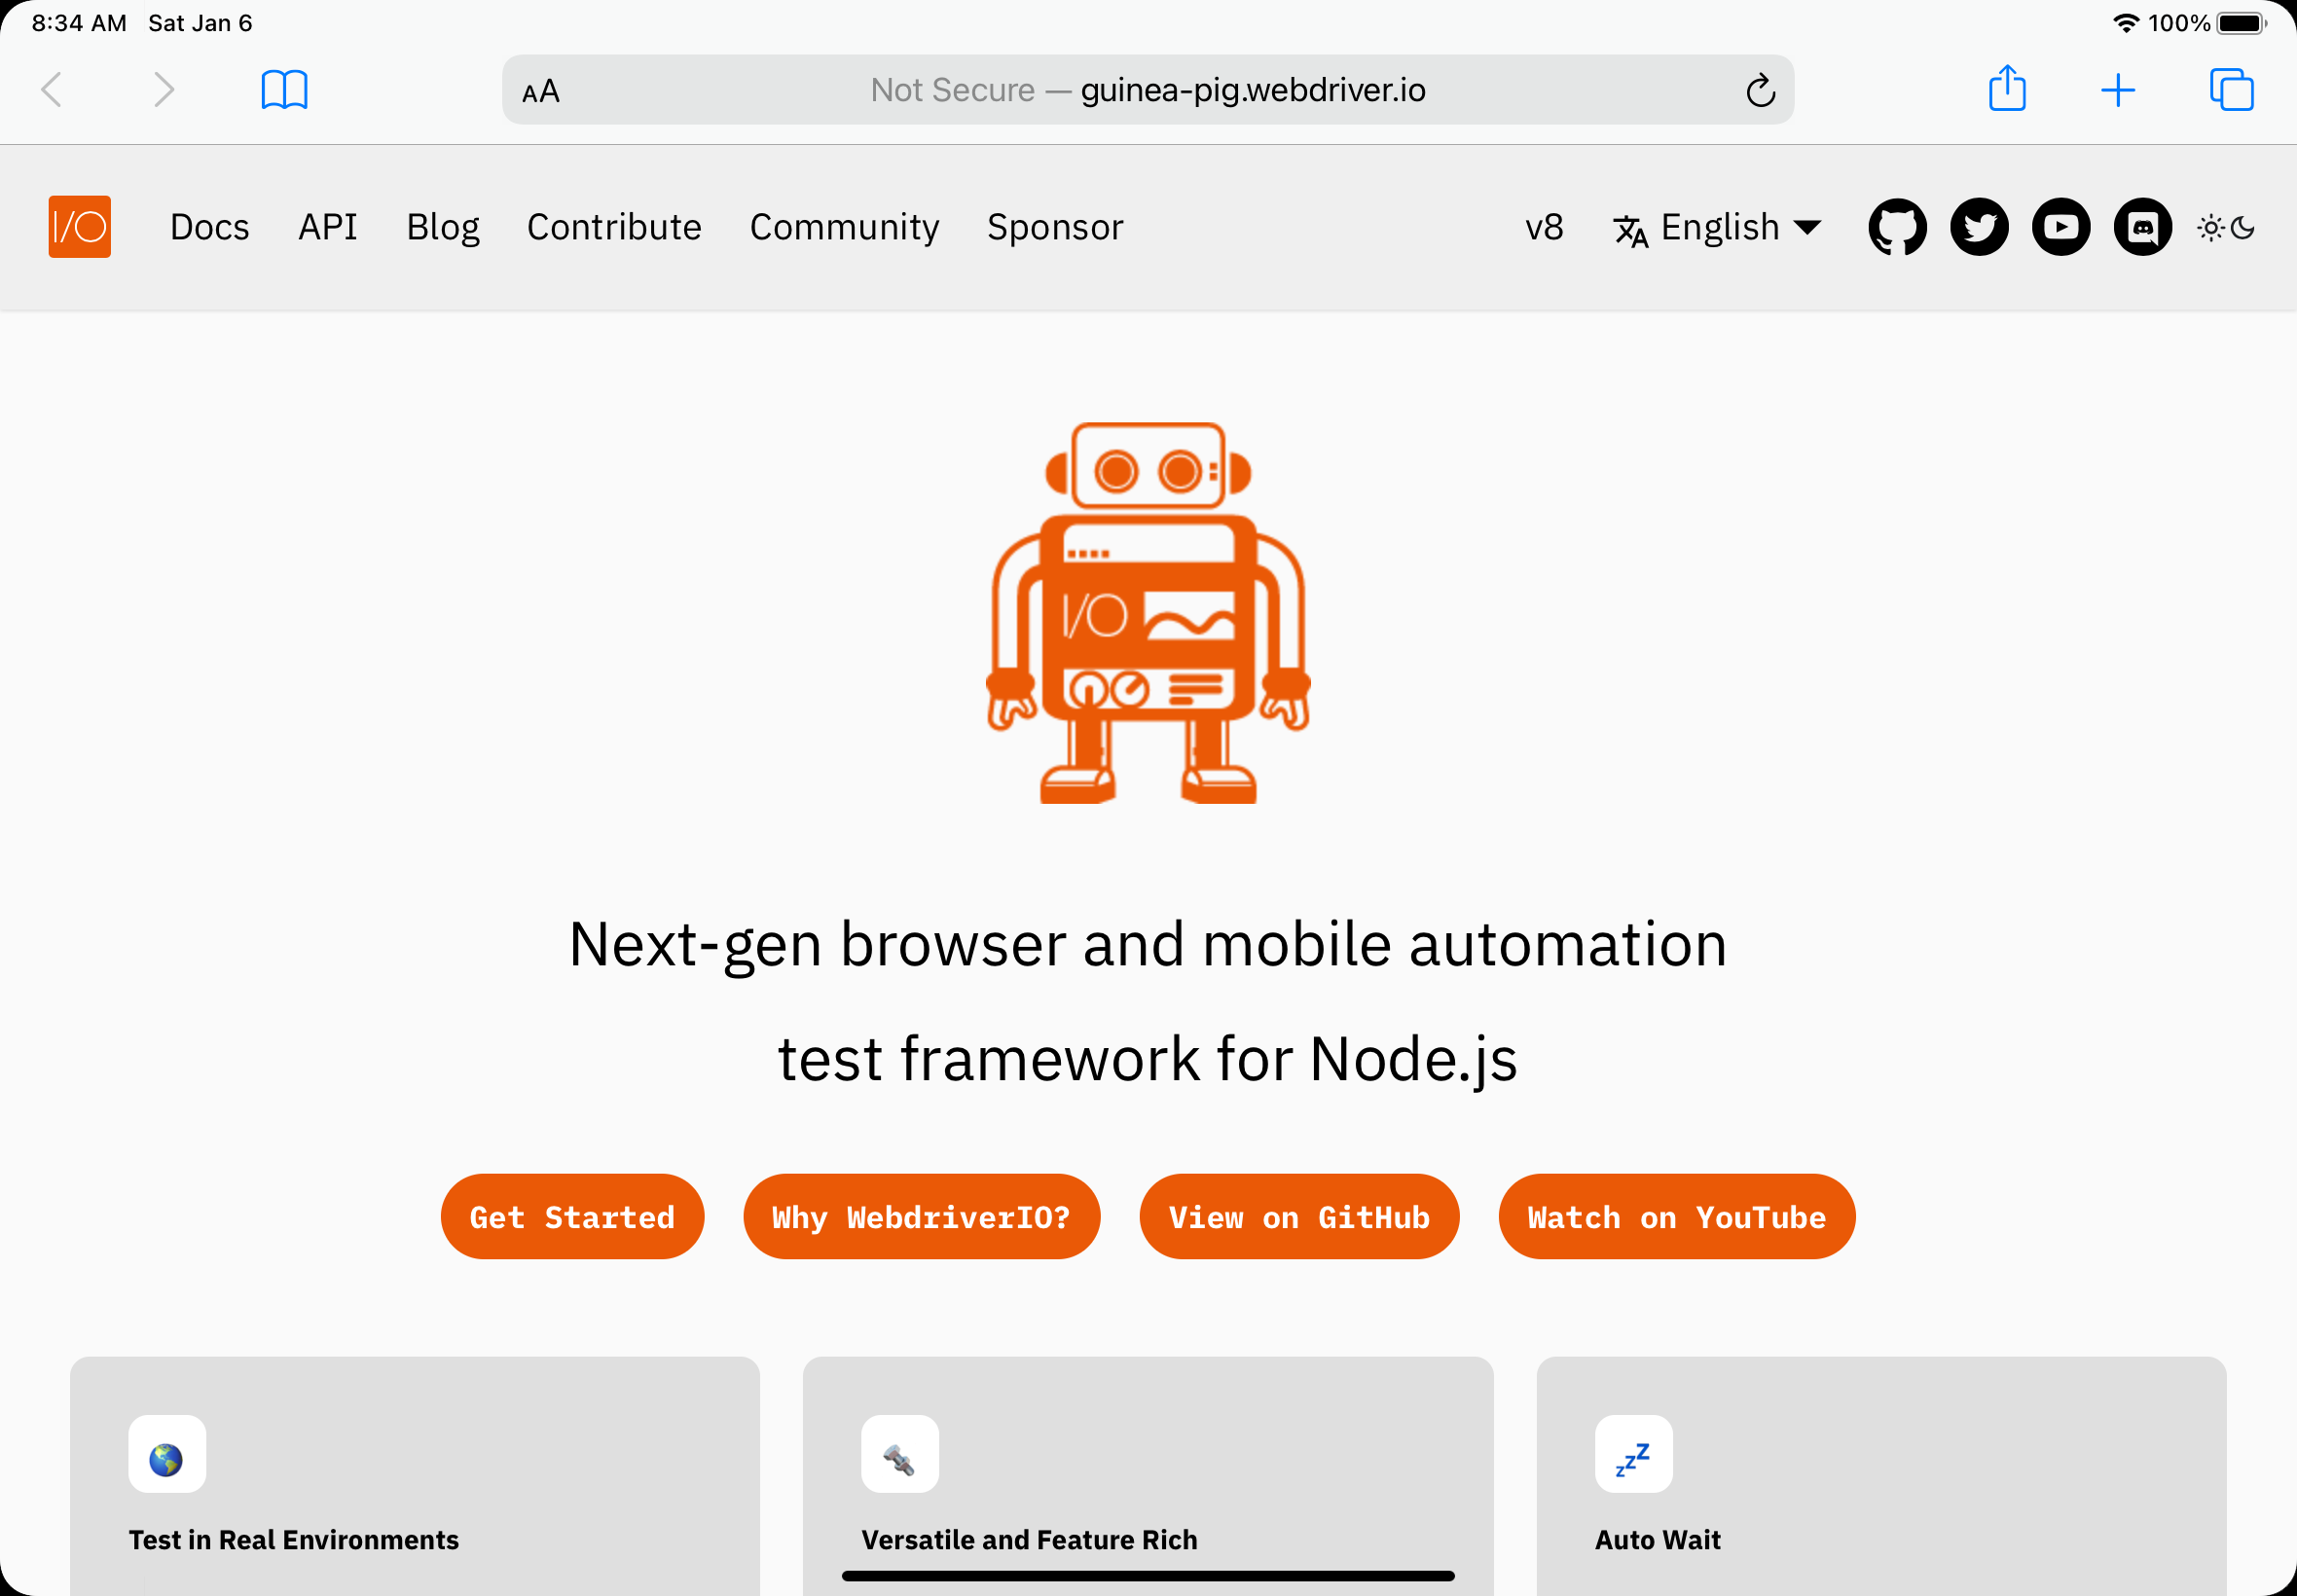 8:34 AM Sat Jan 6 100%
AA Not Secure — guinea-pig.webdriver.io
I/O Docs API Blog Contribute Community Sponsor v8 English
I/O
Next-gen browser and mobile automation
test framework for Node.js
Get Started Why WebdriverIO? View on GitHub Watch on YouTube
zzZ
Test in Real Environments Versatile and Feature Rich Auto Wait